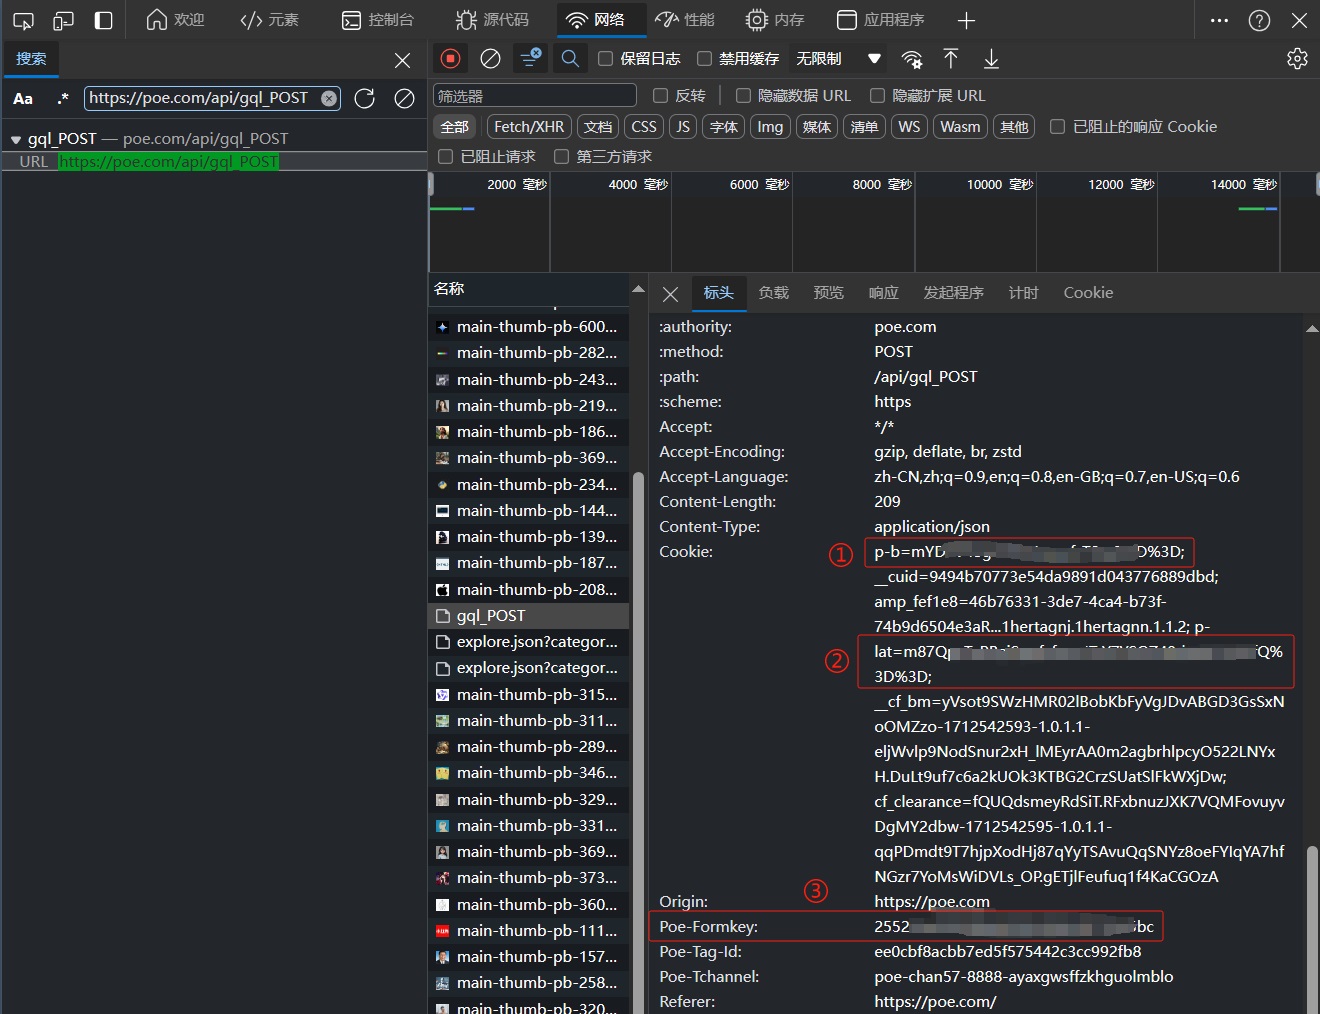 欢迎
元素
控制台
源代码
网络
性能
内存
应用程序
搜索
保留日志
禁用缓存
无限制
Aa
.*
https://poe.com/api/gql_POST
筛选器
反转
隐藏数据 URL
隐藏扩展 URL
gql_POST — poe.com/api/gql_POST
URL https://poe.com/api/gql_POST
全部
Fetch/XHR
文档
CSS
JS
字体
Img
媒体
清单
WS
Wasm
其他
已阻止的响应 Cookie
已阻止请求
第三方请求
2000 毫秒
4000 毫秒
6000 毫秒
8000 毫秒
10000 毫秒
12000 毫秒
14000 毫秒
名称
main-thumb-pb-600...
main-thumb-pb-282...
main-thumb-pb-243...
main-thumb-pb-219...
main-thumb-pb-186...
main-thumb-pb-369...
main-thumb-pb-234...
main-thumb-pb-144...
main-thumb-pb-139...
main-thumb-pb-187...
main-thumb-pb-208...
gql_POST
explore.json?categor...
explore.json?categor...
main-thumb-pb-315...
main-thumb-pb-311...
main-thumb-pb-289...
main-thumb-pb-346...
main-thumb-pb-329...
main-thumb-pb-331...
main-thumb-pb-369...
main-thumb-pb-373...
main-thumb-pb-360...
main-thumb-pb-111...
main-thumb-pb-157...
main-thumb-pb-258...
main-thumb-pb-320...
标头
负载
预览
响应
发起程序
计时
Cookie
:authority: poe.com
:method: POST
:path: /api/gql_POST
:scheme: https
Accept: */*
Accept-Encoding: gzip, deflate, br, zstd
Accept-Language: zh-CN,zh;q=0.9,en;q=0.8,en-GB;q=0.7,en-US;q=0.6
Content-Length: 209
Content-Type: application/json
Cookie: ① p-b=mYD D%3D;
__cuid=9494b70773e54da9891d043776889dbd;
amp_fef1e8=46b76331-3de7-4ca4-b73f-
74b9d6504e3aR...1hertagnj.1hertagnn.1.1.2; p-
② lat=m87Q fQ%
3D%3D;
__cf_bm=yVsot9SWzHMR02lBobKbFyVgJDvABGD3GsSxN
oOMZzo-1712542593-1.0.1.1-
eljWvlp9NodSnur2xH_lMEyrAA0m2agbrhlpcyO522LNYx
H.DuLt9uf7c6a2kUOk3KTBG2CrzSUatSlFkWXjDw;
cf_clearance=fQUQdsmeyRdSiT.RFxbnuzJXK7VQMFovuyv
DgMY2dbw-1712542595-1.0.1.1-
qqPDmdt9T7hjpXodHj87qYyTSAvuQqSNYz8oeFYIqYA7hf
NGzr7YoMsWiDVLs_OP.gETjlFeufuq1f4KaCGOzA
③
Origin: https://poe.com
Poe-Formkey: 2552 bc
Poe-Tag-Id: ee0cbf8acbb7ed5f575442c3cc992fb8
Poe-Tchannel: poe-chan57-8888-ayaxgwsffzkhguolmblo
Referer: https://poe.com/